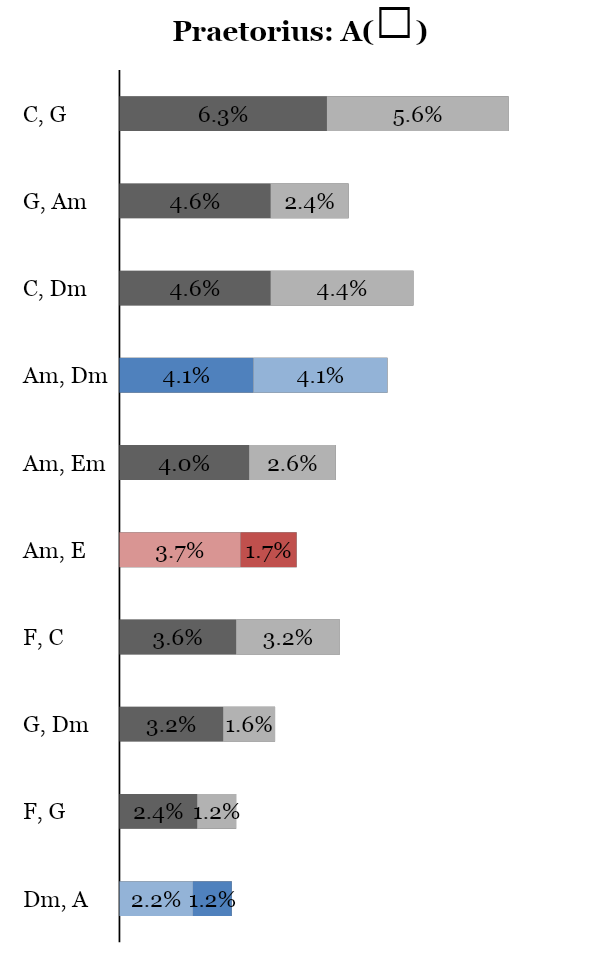 Praetorius: A(□)
C, G 6.3% 5.6%
G, Am 4.6% 2.4%
C, Dm 4.6% 4.4%
Am, Dm 4.1% 4.1%
Am, Em 4.0% 2.6%
Am, E 3.7% 1.7%
F, C 3.6% 3.2%
G, Dm 3.2% 1.6%
F, G 2.4% 1.2%
Dm, A 2.2% 1.2%